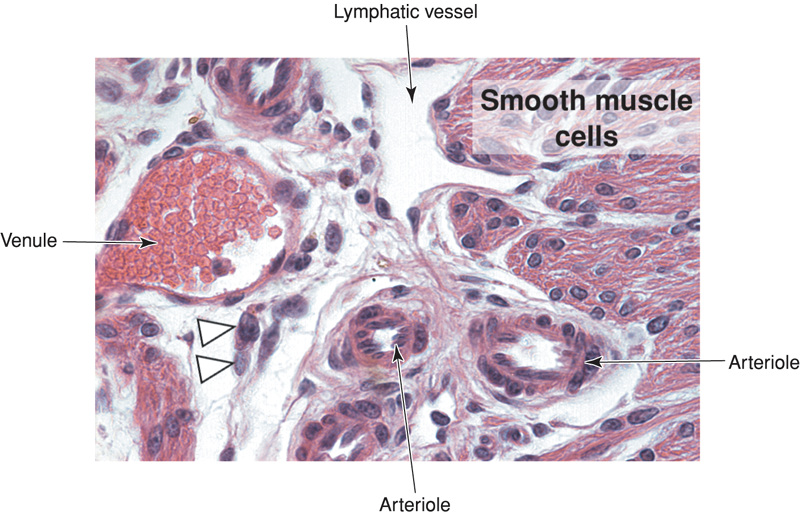 Lymphatic vessel
Smooth muscle
cells
Venule
Arteriole
Arteriole